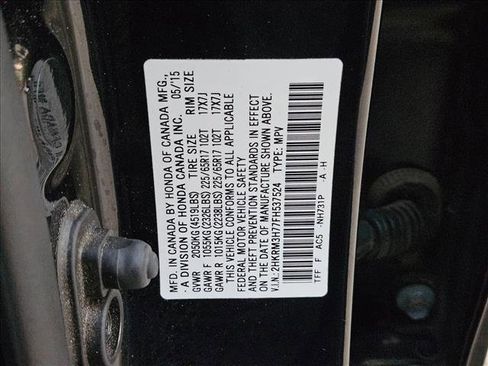 MFD. IN CANADA BY HONDA OF CANADA MFG.,
A DIVISION OF HONDA CANADA INC. 05/15
GVWR 2050KG(4519LBS) TIRE SIZE RIM SIZE
GAWR F 1055KG(2326LBS) 225/65R17 102T 17X7J
GAWR R 1015KG(2238LBS) 225/65R17 102T 17X7J
THIS VEHICLE CONFORMS TO ALL APPLICABLE
FEDERAL MOTOR VEHICLE SAFETY
AND THEFT PREVENTION STANDARDS IN EFFECT
ON THE DATE OF MANUFACTURE SHOWN ABOVE.
V.I.N.:2HKRM3H77FH537524 TYPE: MPV
TFF F AC5 -NH731P -A -H